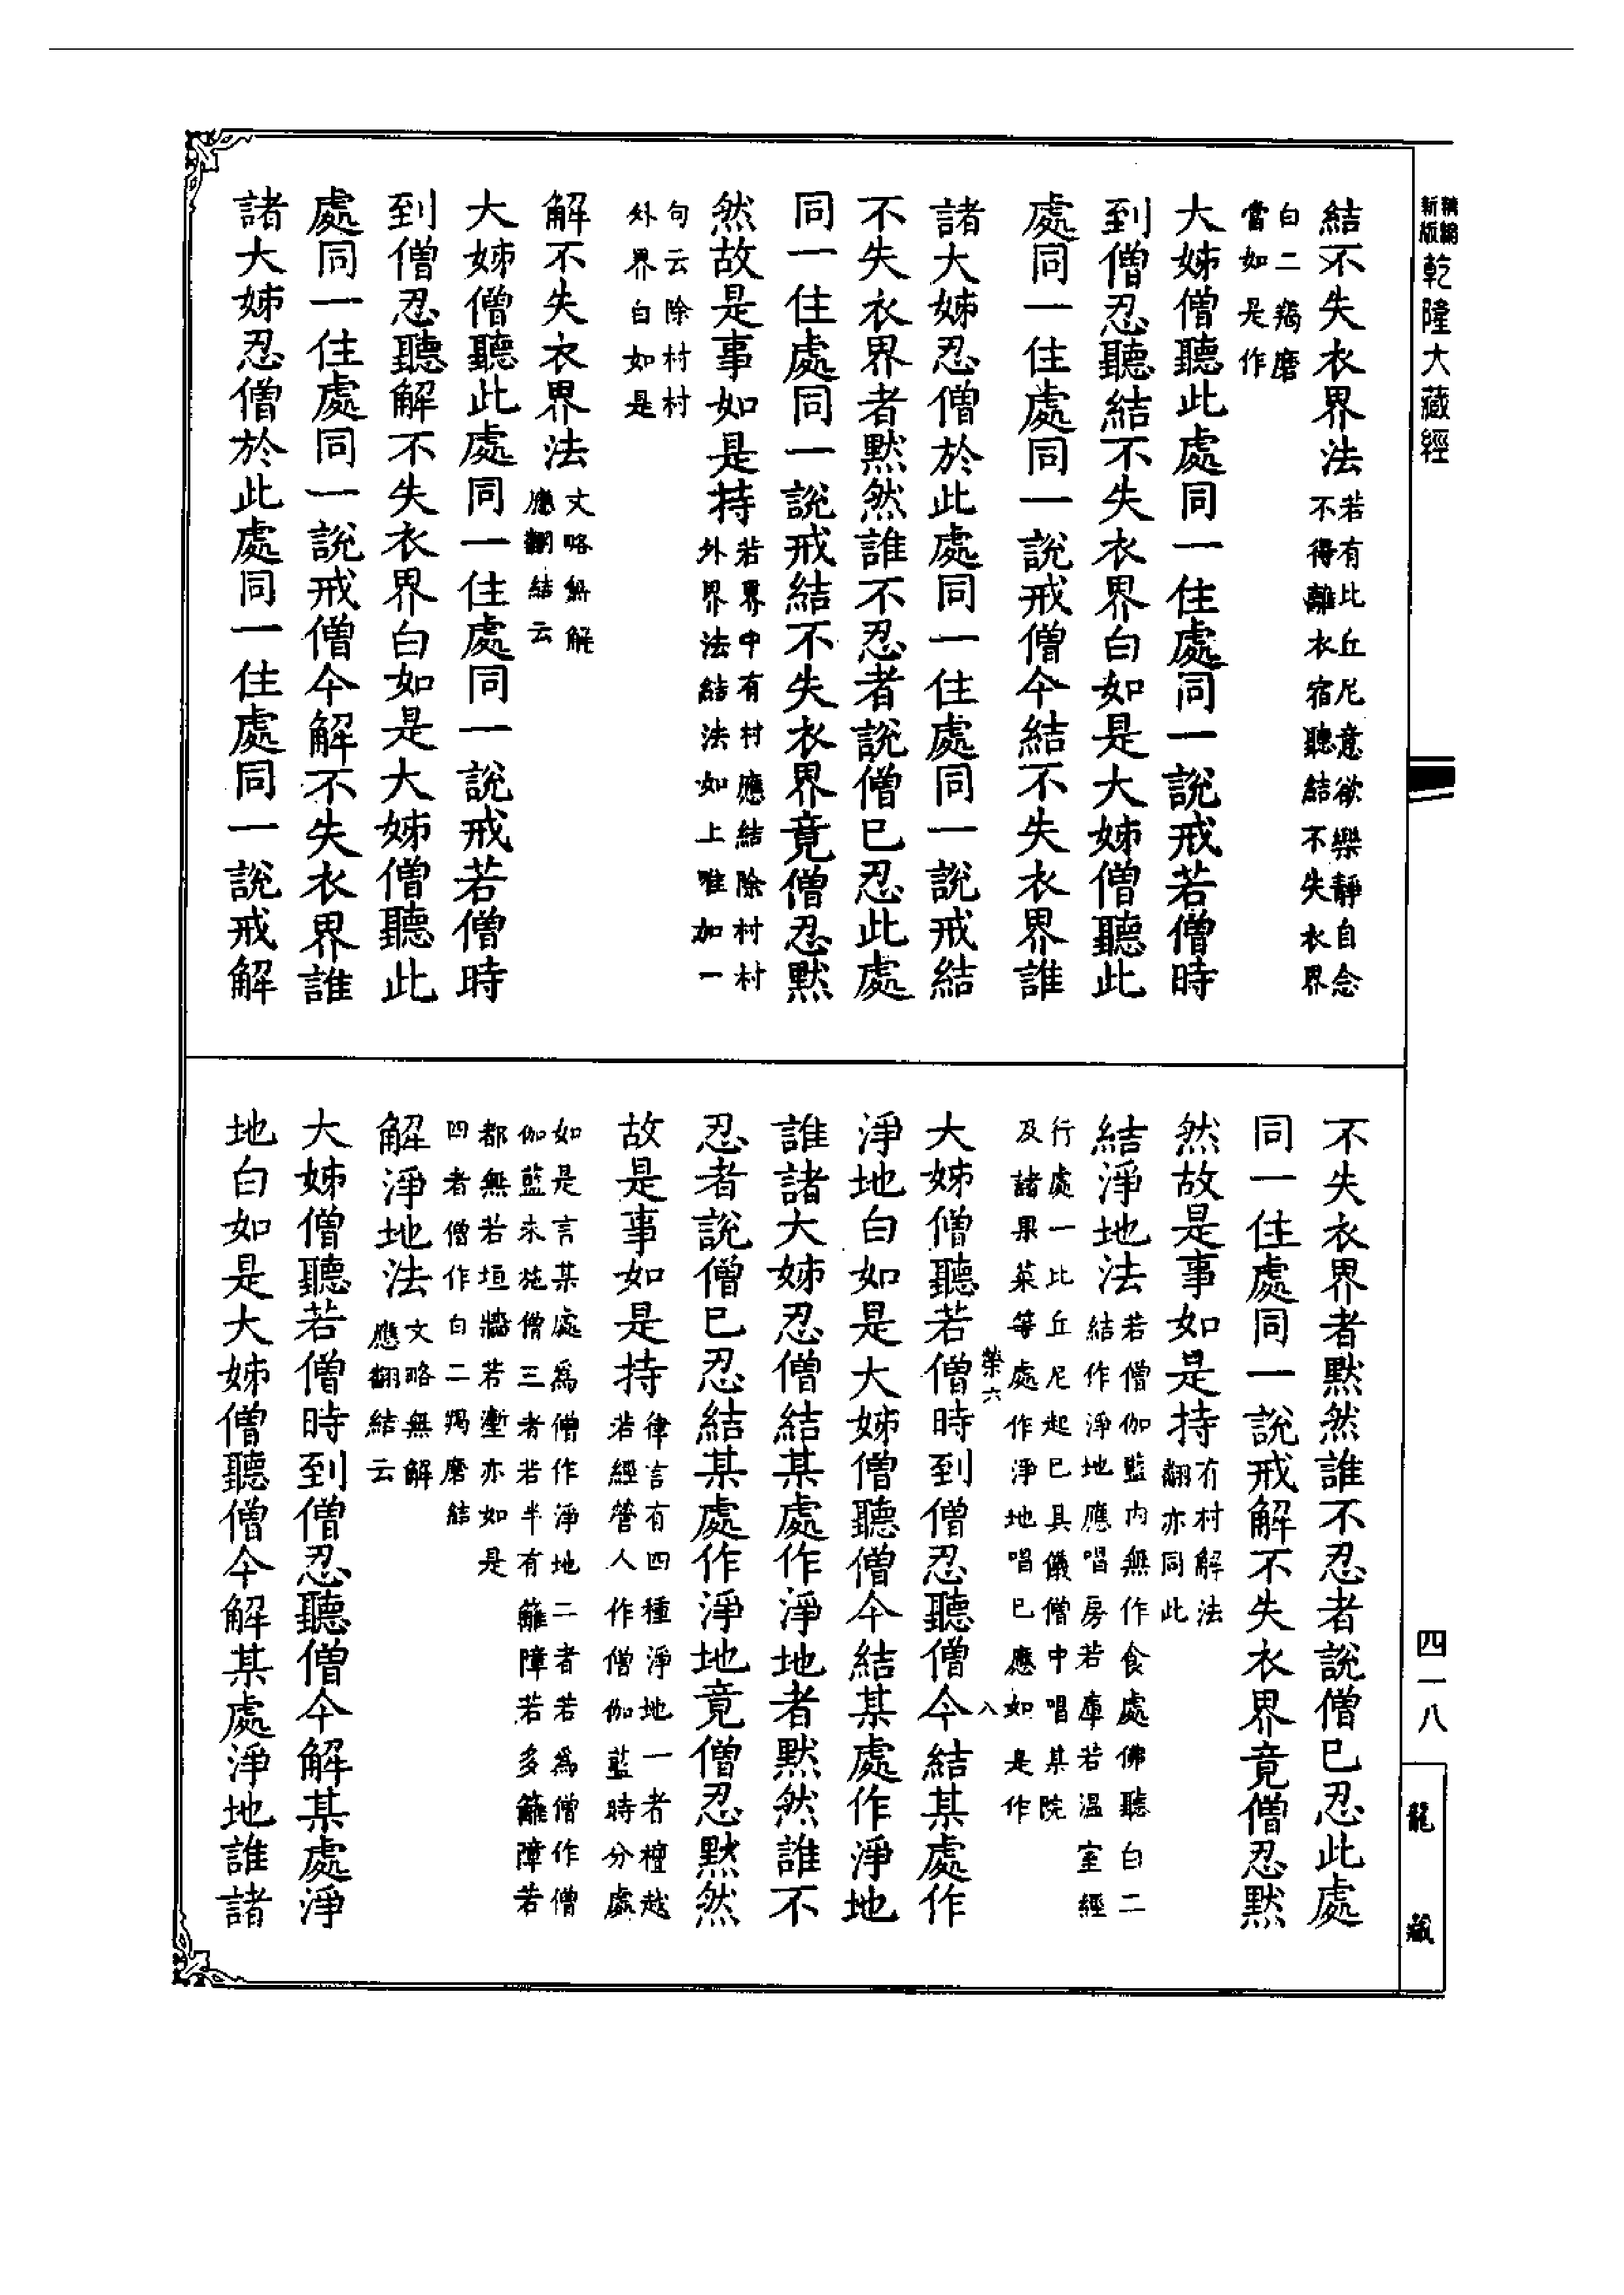 精編
新版
乾隆大藏經
四一八
龍藏
結不失衣界法若有比丘尼意欲樂靜自念
不得離衣宿聽結不失衣界
白二羯磨
當如是作
大姊僧聽此處同一住處同一說戒若僧時
到僧忍聽結不失衣界白如是大姊僧聽此
處同一住處同一說戒僧今結不失衣界誰
諸大姊忍僧於此處同一住處同一說戒結
不失衣界者默然誰不忍者說僧已忍此處
同一住處同一說戒結不失衣界竟僧忍默
然故是事如是持若界中有村應結除村村
外界法結法如上唯加一
句云除村村
外界白如是
解不失衣界法文略無解
應翻結云
大姊僧聽此處同一住處同一說戒若僧時
到僧忍聽解不失衣界白如是大姊僧聽此
處同一住處同一說戒僧今解不失衣界誰
諸大姊忍僧於此處同一住處同一說戒解
不失衣界者默然誰不忍者說僧已忍此處
同一住處同一說戒解不失衣界竟僧忍默
然故是事如是持有村解法
翻亦同此
結淨地法若僧伽藍內無作食處佛聽白二
結作淨地應唱房若庫若溫室經
行處一比丘尼起已具儀僧中唱某院
及諸果菜等處作淨地唱已應如是作
榮六
八
大姊僧聽若僧時到僧忍聽僧今結某處作
淨地白如是大姊僧聽僧今結某處作淨地
誰諸大姊忍僧結某處作淨地者默然誰不
忍者說僧已忍結某處作淨地竟僧忍默然
故是事如是持律言有四種淨地一者檀越
若經營人作僧伽藍時分處
如是言某處為僧作淨地二者若為僧作僧
伽藍未施僧三者若半有籬障若多籬障若
都無若垣牆若塹亦如是
四者僧作白二羯磨結
解淨地法文略無解
應翻結云
大姊僧聽若僧時到僧忍聽僧今解某處淨
地白如是大姊僧聽僧今解某處淨地誰諸